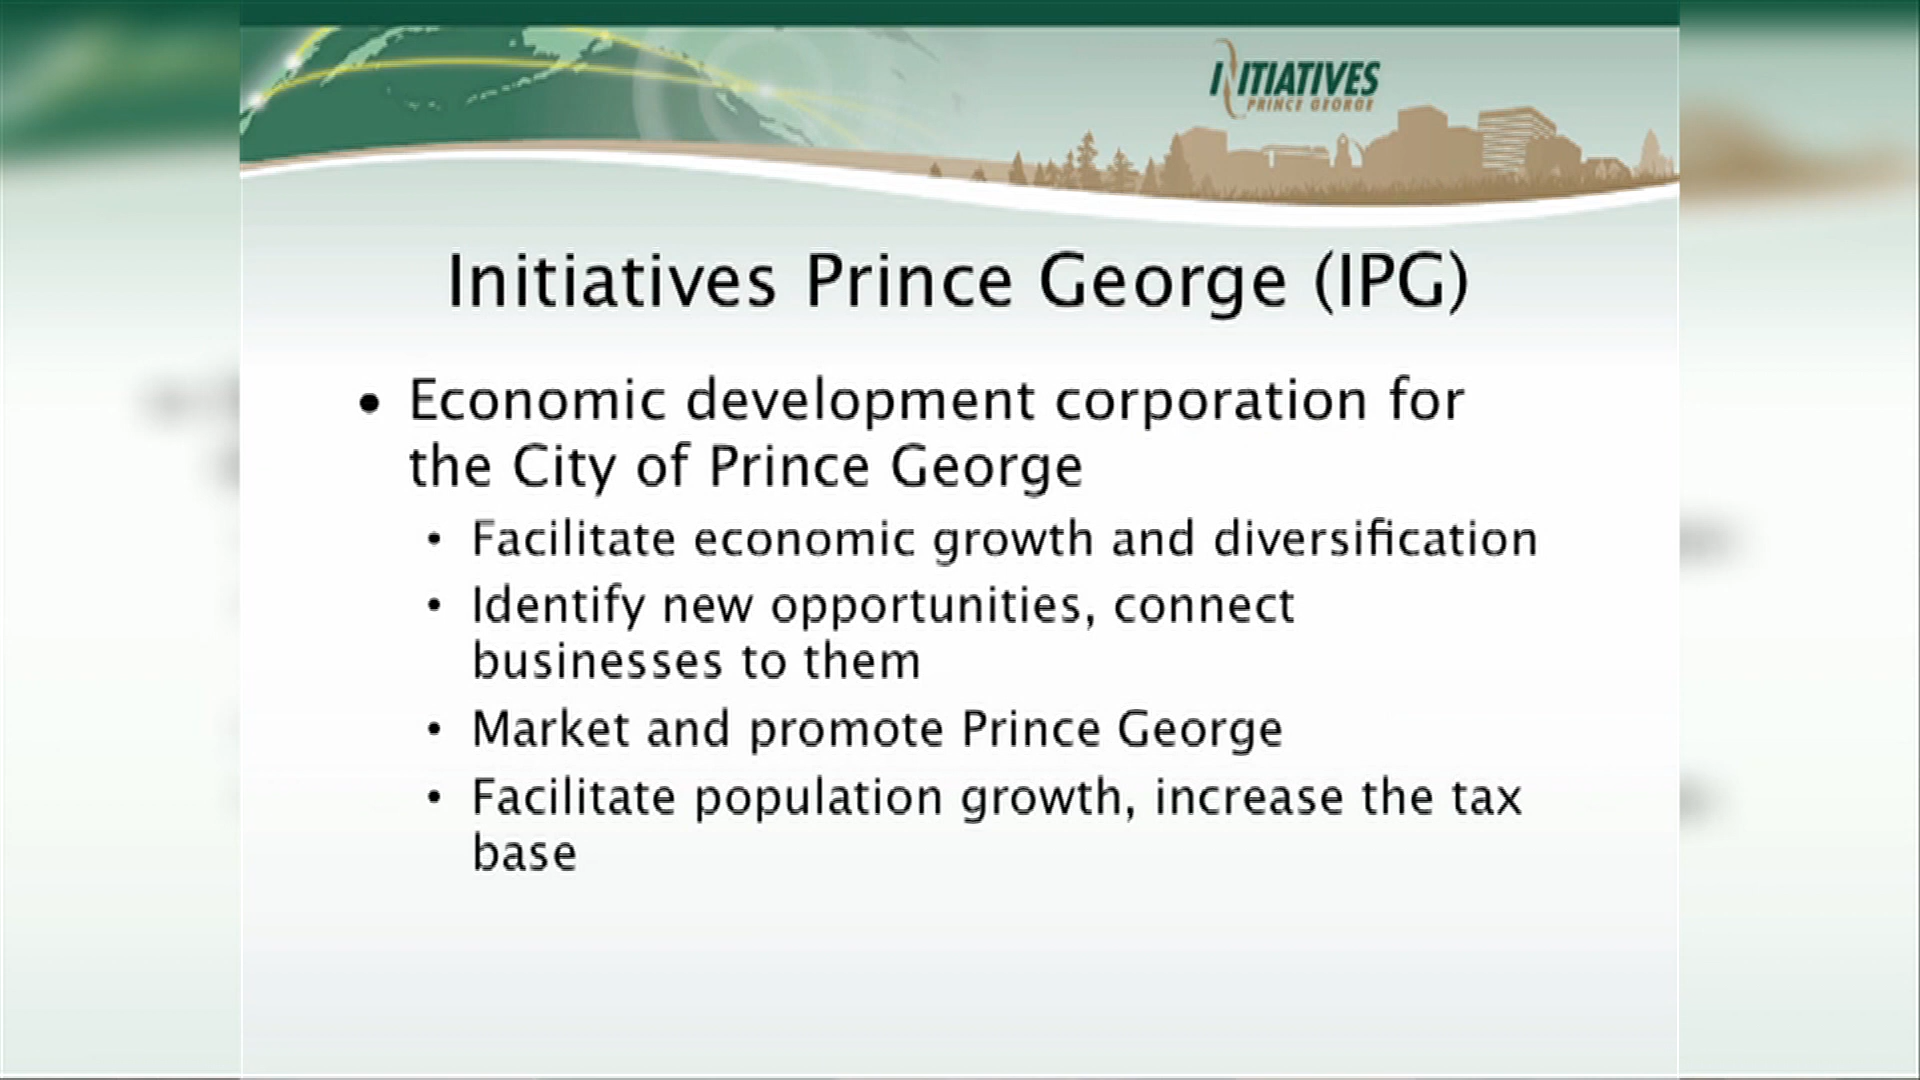 INITIATIVES
PRINCE GEORGE
Initiatives Prince George (IPG)
• Economic development corporation for
the City of Prince George
• Facilitate economic growth and diversification
• Identify new opportunities, connect
businesses to them
• Market and promote Prince George
• Facilitate population growth, increase the tax
base